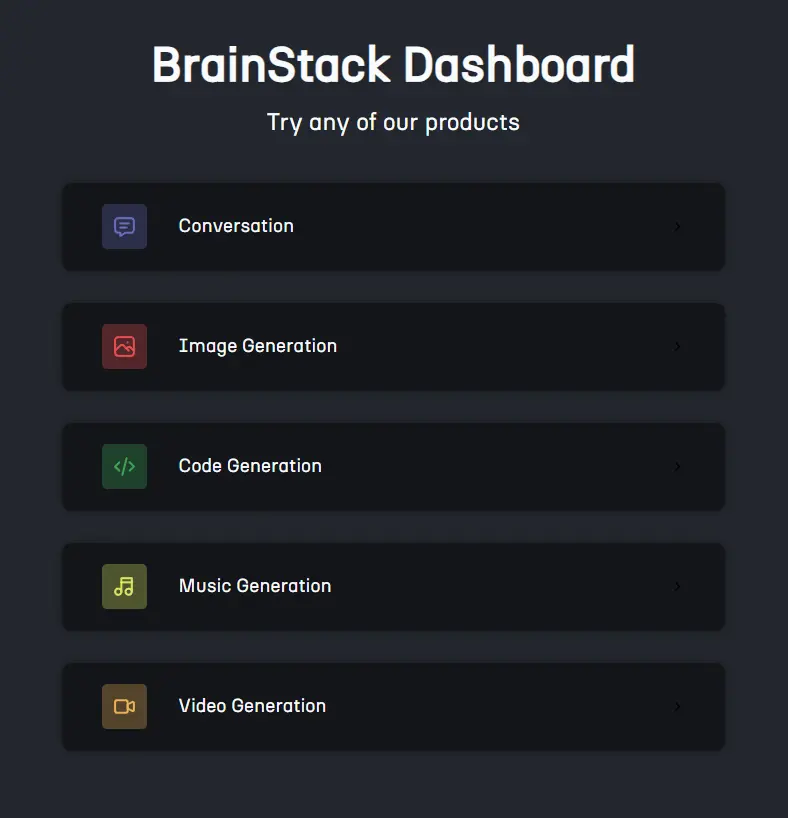 BrainStack Dashboard
Try any of our products
Conversation
Image Generation
Code Generation
Music Generation
Video Generation